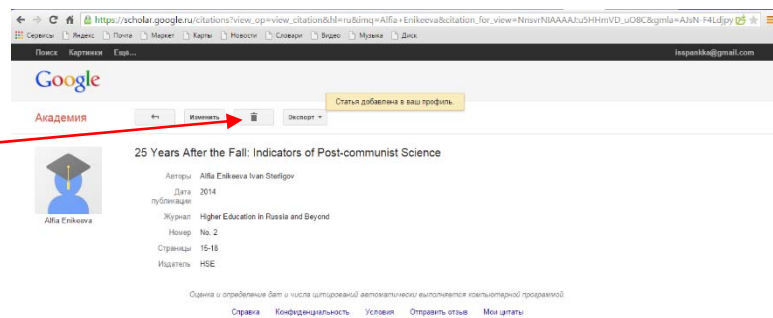 https://scholar.google.ru/citations?view_op=view_citation&hl=ru&imq=Alfia+Enikeeva&citation_for_view=NnsvrNIAAAAJ:u5HHmVD_uO8C&gmla=AJsN-F4Ldjpy
Сервисы Яндекс Почта Маркет Карты Новости Словари Видео Музыка Диск
Поиск Картинки Ещё... isspankka@gmail.com
Google
Статья добавлена в ваш профиль.
Академия Изменить Экспорт
25 Years After the Fall: Indicators of Post-communist Science
Авторы Alfia Enikeeva Ivan Sterligov
Дата публикации 2014
Alfia Enikeeva
Журнал Higher Education in Russia and Beyond
Номер No. 2
Страницы 15-18
Издатель HSE
Оценка и определение дат и числа цитирований автоматически выполняется компьютерной программой.
Справка Конфиденциальность Условия Отправить отзыв Мои цитаты